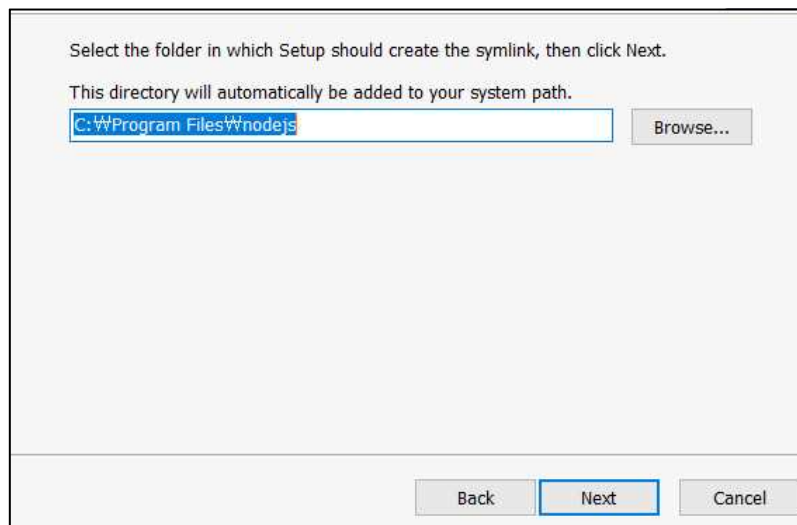 Select the folder in which Setup should create the symlink, then click Next.
This directory will automatically be added to your system path.
C:₩Program Files₩nodejs
Browse...
Back
Next
Cancel